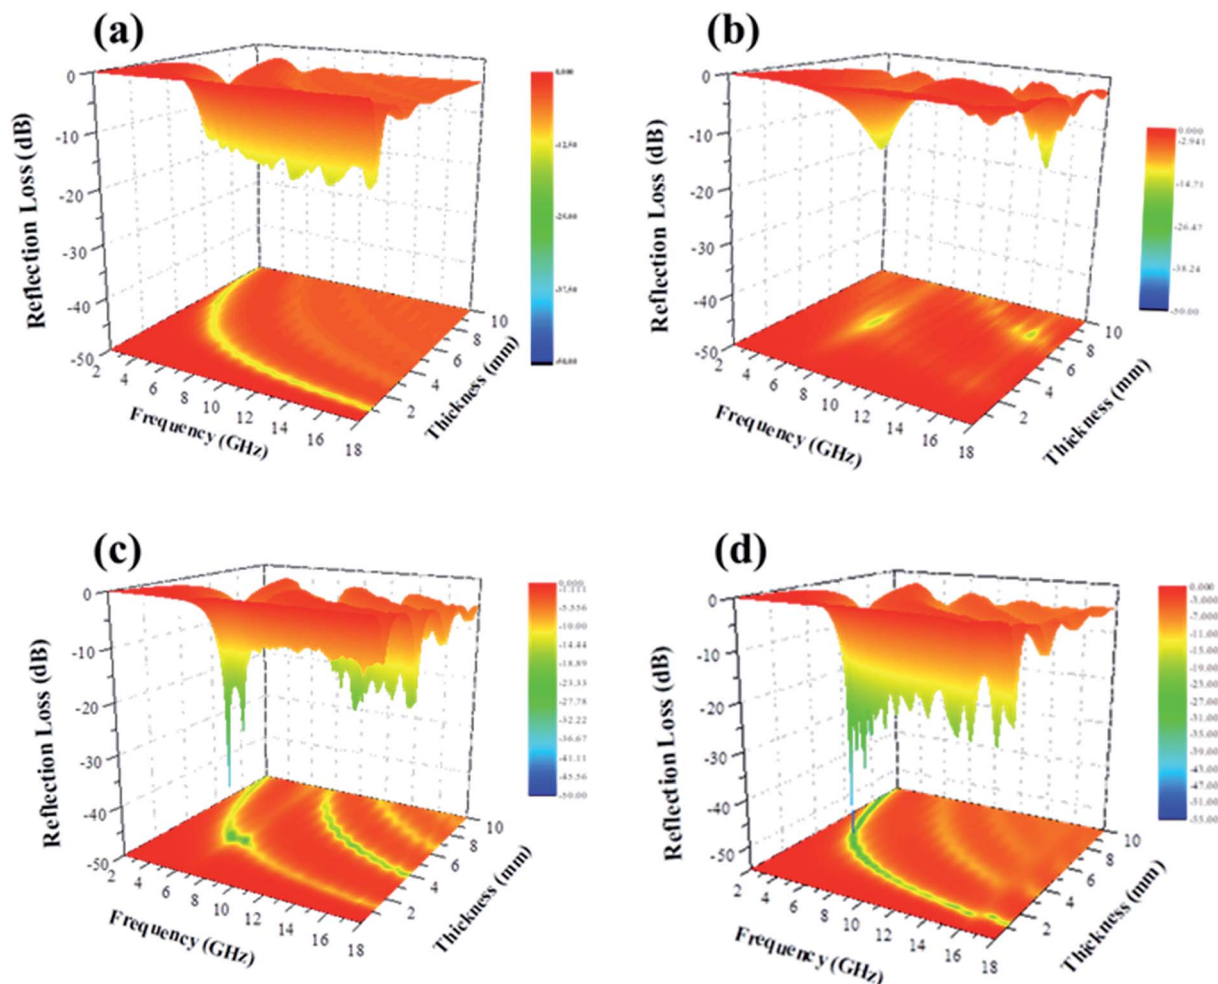 (a)
Reflection Loss (dB)
0
-10
-20
-30
-40
-50
2 4 6 8 10 12 14 16 18
Frequency (GHz)
2 4 6 8 10
Thickness (mm)
(b)
Reflection Loss (dB)
0
-10
-20
-30
-40
-50
2 4 6 8 10 12 14 16 18
Frequency (GHz)
2 4 6 8 10
Thickness (mm)
0.000
-2.941
-14.71
-26.47
-38.24
-50.00
(c)
Reflection Loss (dB)
0
-10
-20
-30
-40
-50
2 4 6 8 10 12 14 16 18
Frequency (GHz)
2 4 6 8 10
Thickness (mm)
0.000
-1.111
-5.556
-10.00
-14.44
-18.89
-23.33
-27.78
-32.22
-36.67
-41.11
-45.56
-50.00
(d)
Reflection Loss (dB)
0
-10
-20
-30
-40
-50
2 4 6 8 10 12 14 16 18
Frequency (GHz)
2 4 6 8 10
Thickness (mm)
0.000
-3.000
-7.000
-11.00
-15.00
-19.00
-23.00
-27.00
-31.00
-35.00
-39.00
-43.00
-47.00
-51.00
-55.00